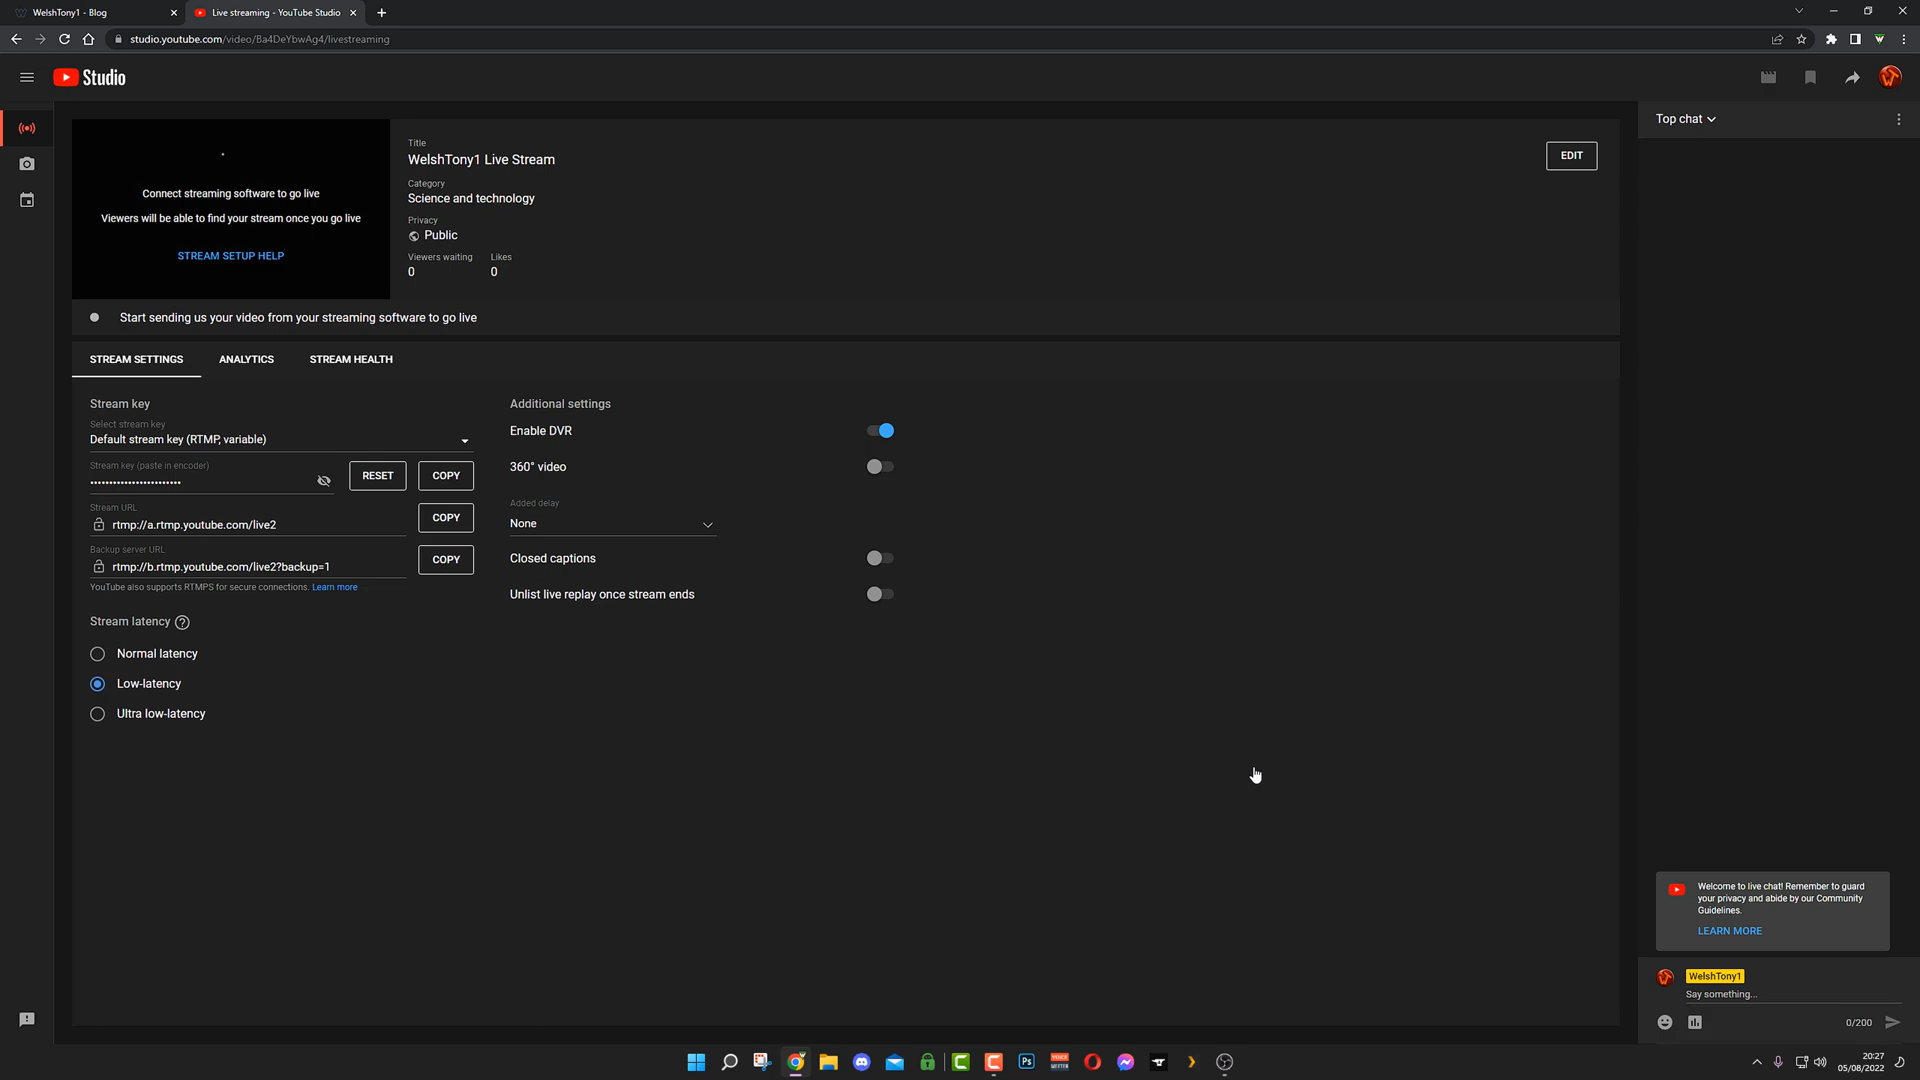 WelshTony1 - Blog
Live streaming - YouTube Studio
studio.youtube.com/video/Ba4DeYbwAg4/livestreaming
Studio
Connect streaming software to go live
Viewers will be able to find your stream once you go live
STREAM SETUP HELP
Title
WelshTony1 Live Stream
Category
Science and technology
Privacy
Public
Viewers waiting Likes
0 0
EDIT
Top chat
Start sending us your video from your streaming software to go live
STREAM SETTINGS ANALYTICS STREAM HEALTH
Stream key
Select stream key
Default stream key (RTMP, variable)
Stream key (paste in encoder)
••••••••••••••••••••••••
RESET COPY
Stream URL
rtmp://a.rtmp.youtube.com/live2
COPY
Backup server URL
rtmp://b.rtmp.youtube.com/live2?backup=1
COPY
YouTube also supports RTMPS for secure connections. Learn more
Stream latency
Normal latency
Low-latency
Ultra low-latency
Additional settings
Enable DVR
360° video
Added delay
None
Closed captions
Unlist live replay once stream ends
Welcome to live chat! Remember to guard
your privacy and abide by our Community
Guidelines.
LEARN MORE
WelshTony1
Say something...
0/200
Ps
20:27
05/08/2022